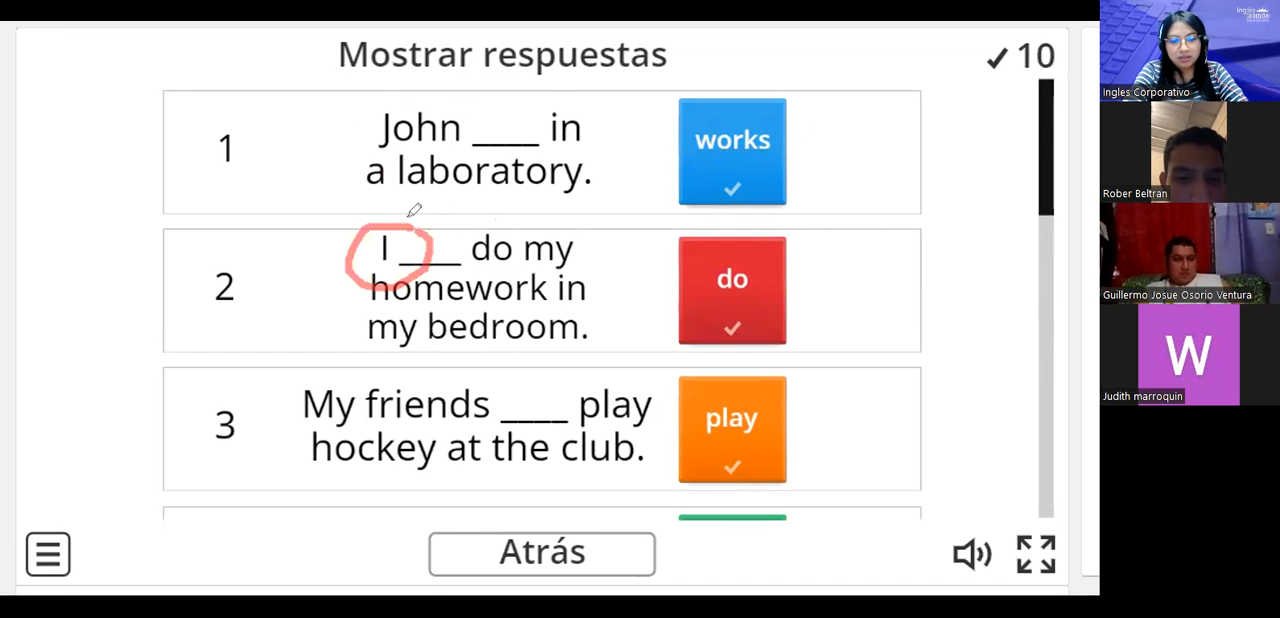 Mostrar respuestas
✓ 10
1
John ____ in
a laboratory.
works
2
I ____ do my
homework in
my bedroom.
do
3
My friends ____ play
hockey at the club.
play
Atrás
Ingles
Ingles Corporativo
Rober Beltran
Guillermo Josue Osorio Ventura
W
Judith marroquin